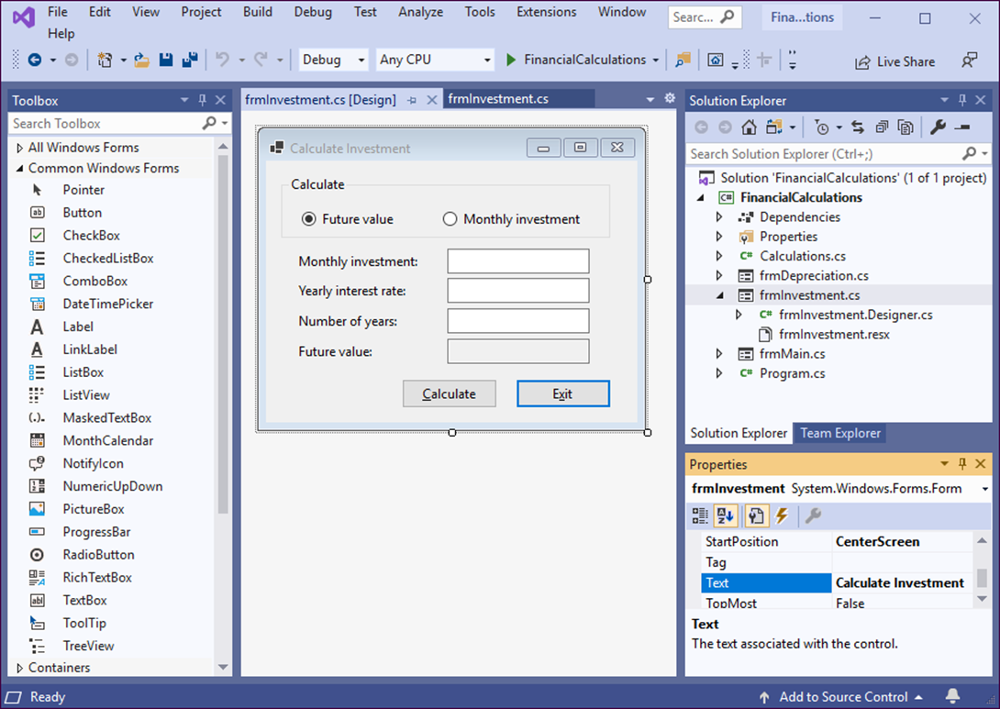 File Edit View Project Build Debug Test Analyze Tools Extensions Window Searc... Fina...tions
Help
Debug Any CPU FinancialCalculations Live Share
Toolbox
Search Toolbox
All Windows Forms
Common Windows Forms
Pointer
Button
CheckBox
CheckedListBox
ComboBox
DateTimePicker
Label
LinkLabel
ListBox
ListView
MaskedTextBox
MonthCalendar
NotifyIcon
NumericUpDown
PictureBox
ProgressBar
RadioButton
RichTextBox
TextBox
ToolTip
TreeView
Containers
frmInvestment.cs [Design] frmInvestment.cs
Calculate Investment
Calculate
Future value Monthly investment
Monthly investment:
Yearly interest rate:
Number of years:
Future value:
Calculate Exit
Solution Explorer
Search Solution Explorer (Ctrl+;)
Solution 'FinancialCalculations' (1 of 1 project)
C# FinancialCalculations
Dependencies
Properties
C# Calculations.cs
frmDepreciation.cs
frmInvestment.cs
C# frmInvestment.Designer.cs
frmInvestment.resx
frmMain.cs
C# Program.cs
Solution Explorer Team Explorer
Properties
frmInvestment System.Windows.Forms.Form
StartPosition CenterScreen
Tag
Text Calculate Investment
TopMost False
Text
The text associated with the control.
Ready Add to Source Control